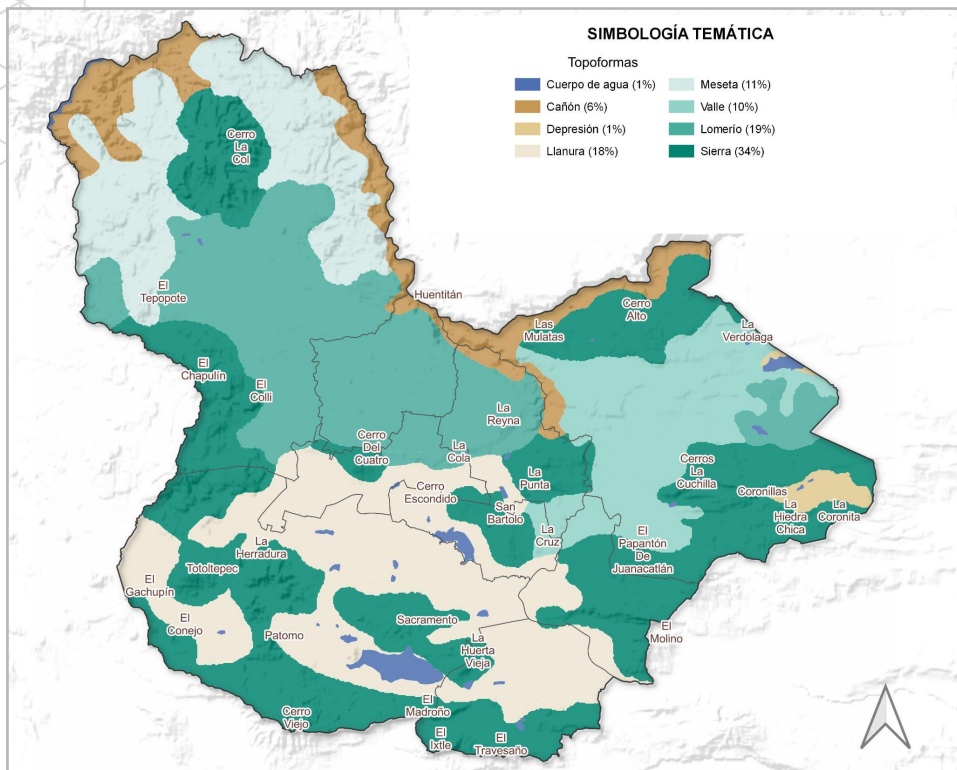 SIMBOLOGÍA TEMÁTICA
Topoformas
Cuerpo de agua (1%)
Cañón (6%)
Depresión (1%)
Llanura (18%)
Meseta (11%)
Valle (10%)
Lomerío (19%)
Sierra (34%)
Cerro
La
Col
El
Tepopote
Huentitán
Las
Mulatas
Cerro
Alto
La
Verdolaga
El
Chapulín
El
Colli
La
Reyna
Cerro
Del
Cuatro
La
Cola
La
Punta
Cerros
La
Cuchilla
Cerro
Escondido
San
Bartolo
Coronillas
La
Hiedra
Chica
La
Coronita
La
Cruz
El
Papantón
De
Juanacatlán
La
Herradura
Totoltepec
El
Gachupín
El
Conejo
Patomo
Sacramento
La
Huerta
Vieja
El
Molino
El
Madroño
Cerro
Viejo
El
Ixtle
El
Travesaño